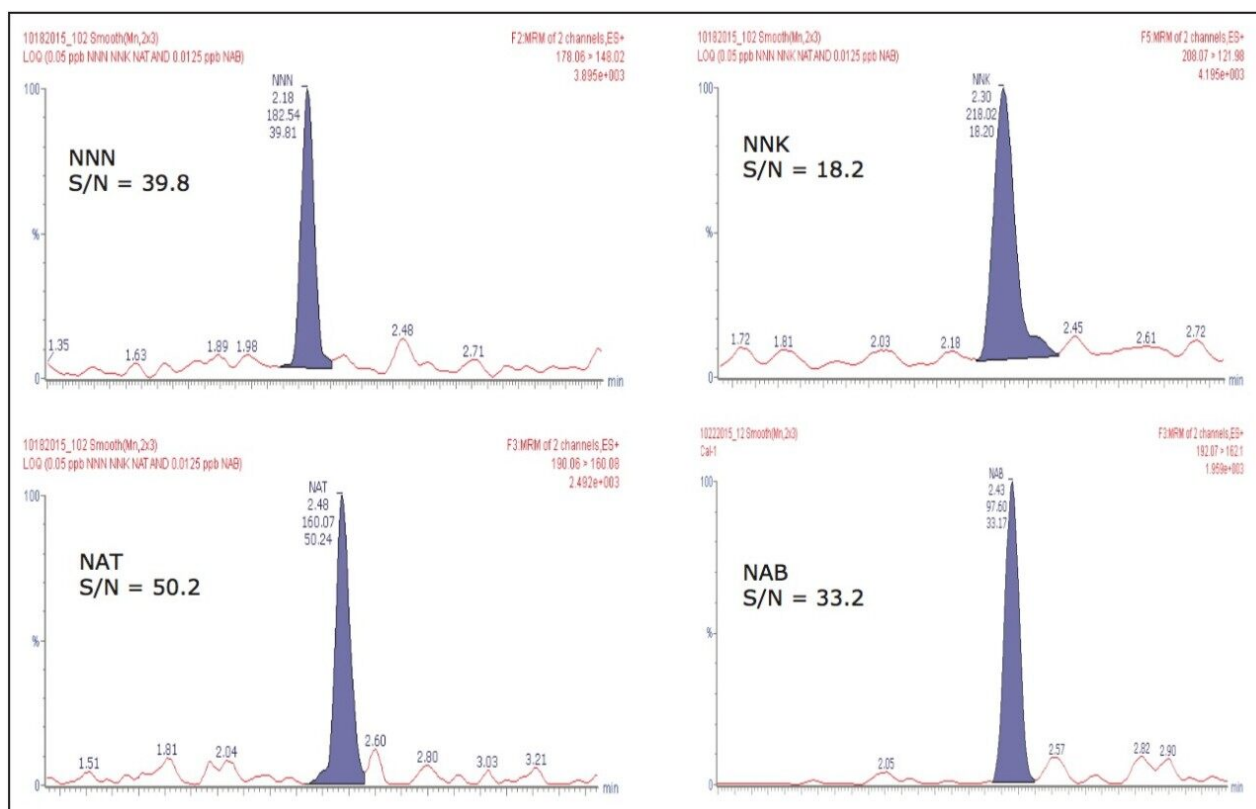 10182015_102 Smooth(Mn,2x3)
LOQ (0.05 ppb NNN NNK NAT AND 0.0125 ppb NAB)
F2:MRM of 2 channels,ES+
178.06 > 148.02
3.895e+003
100
%
0
NNN
2.18
182.54
39.81
NNN
S/N = 39.8
1.35
1.63
1.89
1.98
2.48
2.71
min
10182015_102 Smooth(Mn,2x3)
LOQ (0.05 ppb NNN NNK NAT AND 0.0125 ppb NAB)
F5:MRM of 2 channels,ES+
208.07 > 121.98
4.195e+003
100
%
0
NNK
2.30
218.02
18.20
NNK
S/N = 18.2
1.72
1.81
2.03
2.18
2.45
2.61
2.72
min
10182015_102 Smooth(Mn,2x3)
LOQ (0.05 ppb NNN NNK NAT AND 0.0125 ppb NAB)
F3:MRM of 2 channels,ES+
190.06 > 160.08
2.492e+003
100
%
0
NAT
2.48
160.07
50.24
NAT
S/N = 50.2
1.51
1.81
2.04
2.60
2.80
3.03
3.21
min
10222015_12 Smooth(Mn,2x3)
Cal-1
F3:MRM of 2 channels,ES+
192.07 > 162.1
1.959e+003
100
%
0
NAB
2.43
97.60
33.17
NAB
S/N = 33.2
2.05
2.57
2.82
2.90
min